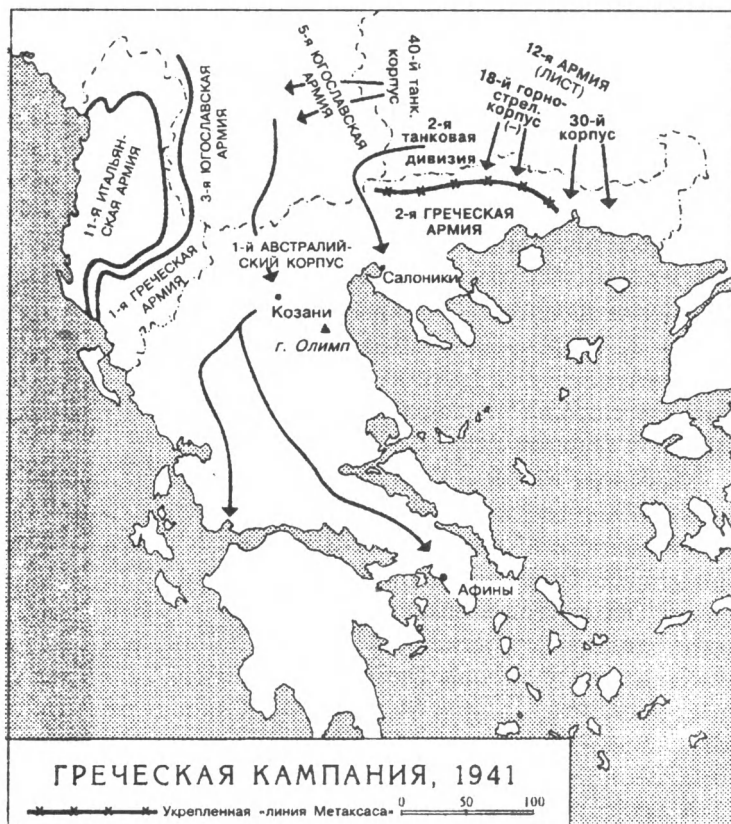 5-я ЮГОСЛАВСКАЯ
АРМИЯ
40-й танк.
корпус
12-я АРМИЯ
(ЛИСТ)
18-й горно-
стрел.
корпус
(–)
30-й
корпус
2-я
танковая
дивизия
3-я ЮГОСЛАВСКАЯ
АРМИЯ
11-я ИТАЛЬЯН-
СКАЯ АРМИЯ
2-я ГРЕЧЕСКАЯ
АРМИЯ
1-я ГРЕЧЕСКАЯ
АРМИЯ
1-й АВСТРАЛИЙ-
СКИЙ КОРПУС
Салоники
Козани
г. Олимп
Афины
ГРЕЧЕСКАЯ КАМПАНИЯ, 1941
Укрепленная «линия Метаксаса»
0 50 100